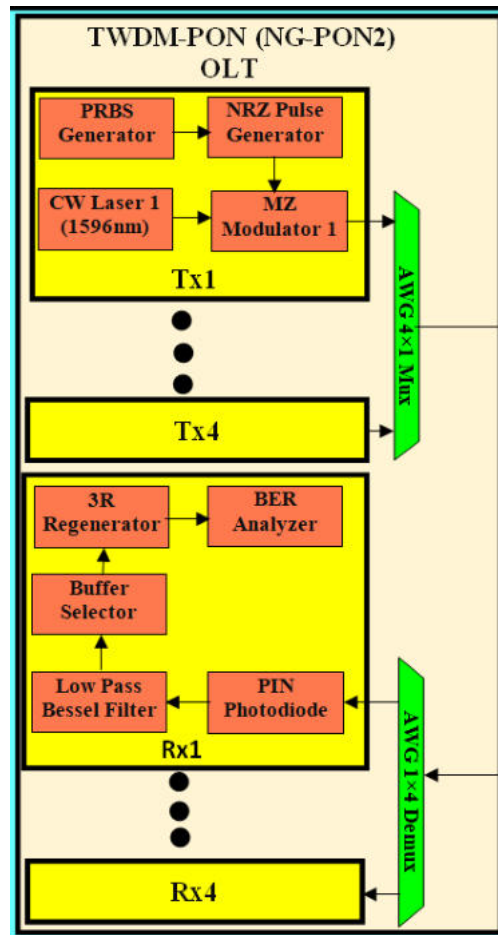 TWDM-PON (NG-PON2)
OLT
PRBS
Generator
NRZ Pulse
Generator
CW Laser 1
(1596nm)
MZ
Modulator 1
Tx1
AWG 4×1 Mux
Tx4
3R
Regenerator
BER
Analyzer
Buffer
Selector
Low Pass
Bessel Filter
PIN
Photodiode
Rx1
AWG 1×4 Demux
Rx4